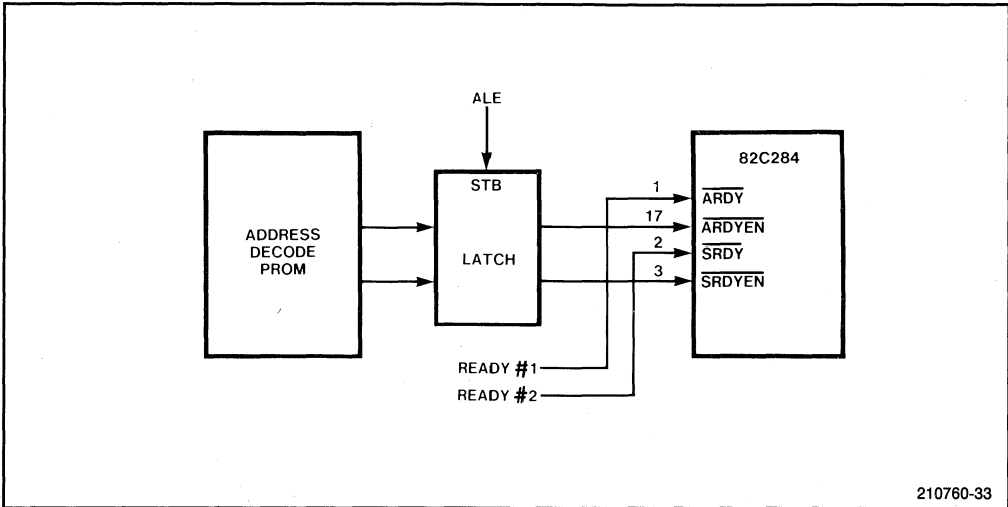 ALE
82C284
STB
1
ARDY
ADDRESS
DECODE
PROM
LATCH
17
ARDYEN
2
SRDY
3
SRDYEN
READY #1
READY #2
210760-33